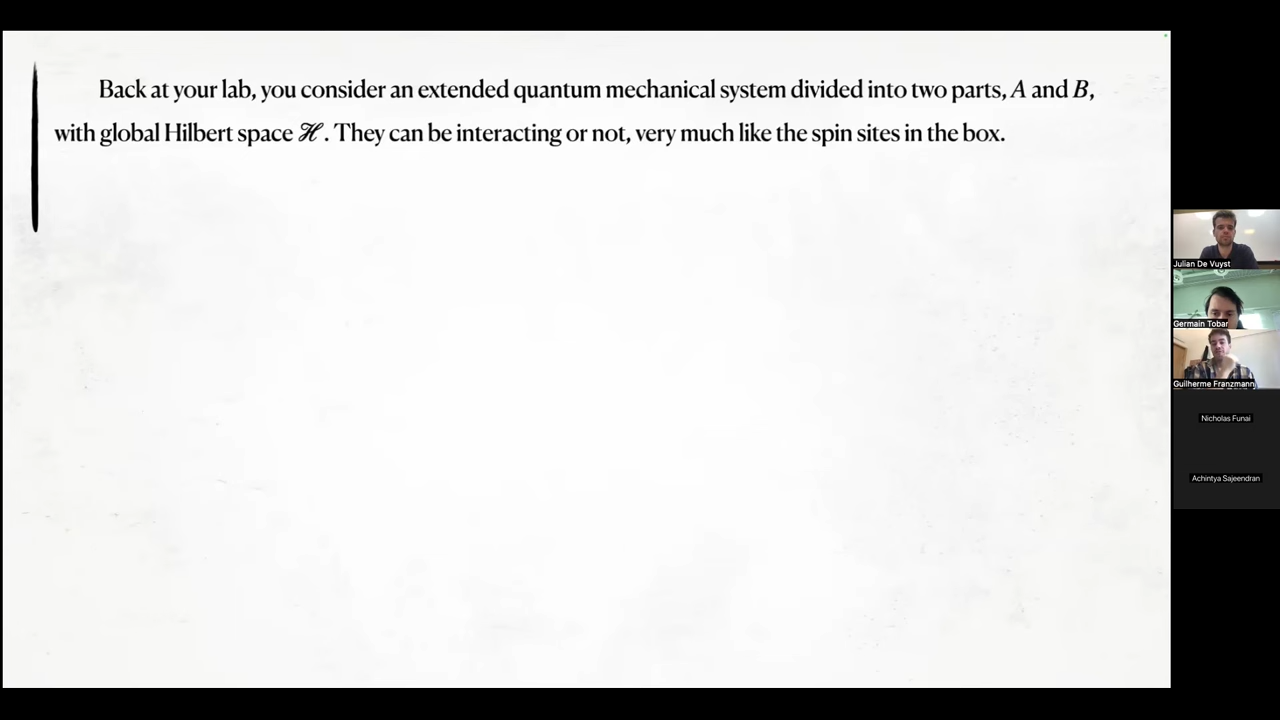 Back at your lab, you consider an extended quantum mechanical system divided into two parts, A and B,
with global Hilbert space ℋ. They can be interacting or not, very much like the spin sites in the box.
Julian De Vuyst
Germain Tobar
Guilherme Franzmann
Nicholas Funai
Achintya Sajeendran